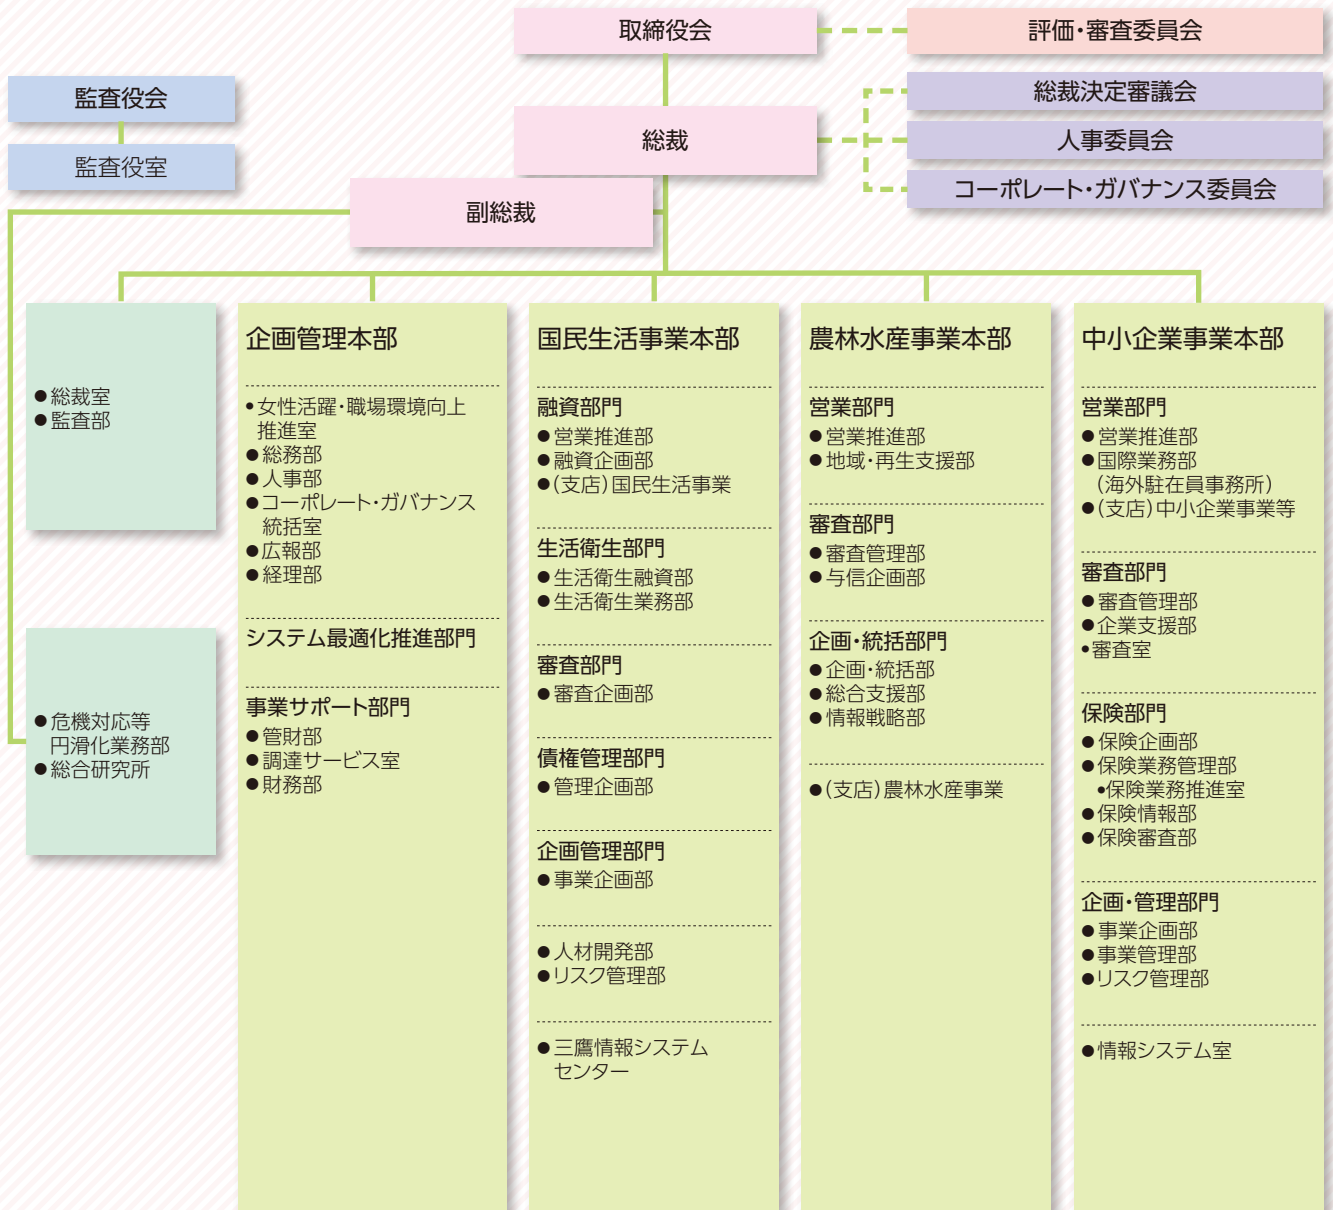 取締役会
評価・審査委員会
監査役会
監査役室
総裁
総裁決定審議会
人事委員会
コーポレート・ガバナンス委員会
副総裁
●総裁室
●監査部
●危機対応等
円滑化業務部
●総合研究所
企画管理本部
•女性活躍・職場環境向上
推進室
●総務部
●人事部
●コーポレート・ガバナンス
統括室
●広報部
●経理部
システム最適化推進部門
事業サポート部門
●管財部
●調達サービス室
●財務部
国民生活事業本部
融資部門
●営業推進部
●融資企画部
●(支店)国民生活事業
生活衛生部門
●生活衛生融資部
●生活衛生業務部
審査部門
●審査企画部
債権管理部門
●管理企画部
企画管理部門
●事業企画部
●人材開発部
●リスク管理部
●三鷹情報システム
センター
農林水産事業本部
営業部門
●営業推進部
●地域・再生支援部
審査部門
●審査管理部
●与信企画部
企画・統括部門
●企画・統括部
●総合支援部
●情報戦略部
●(支店)農林水産事業
中小企業事業本部
営業部門
●営業推進部
●国際業務部
(海外駐在員事務所)
●(支店)中小企業事業等
審査部門
●審査管理部
●企業支援部
•審査室
保険部門
●保険企画部
●保険業務管理部
•保険業務推進室
●保険情報部
●保険審査部
企画・管理部門
●事業企画部
●事業管理部
●リスク管理部
●情報システム室